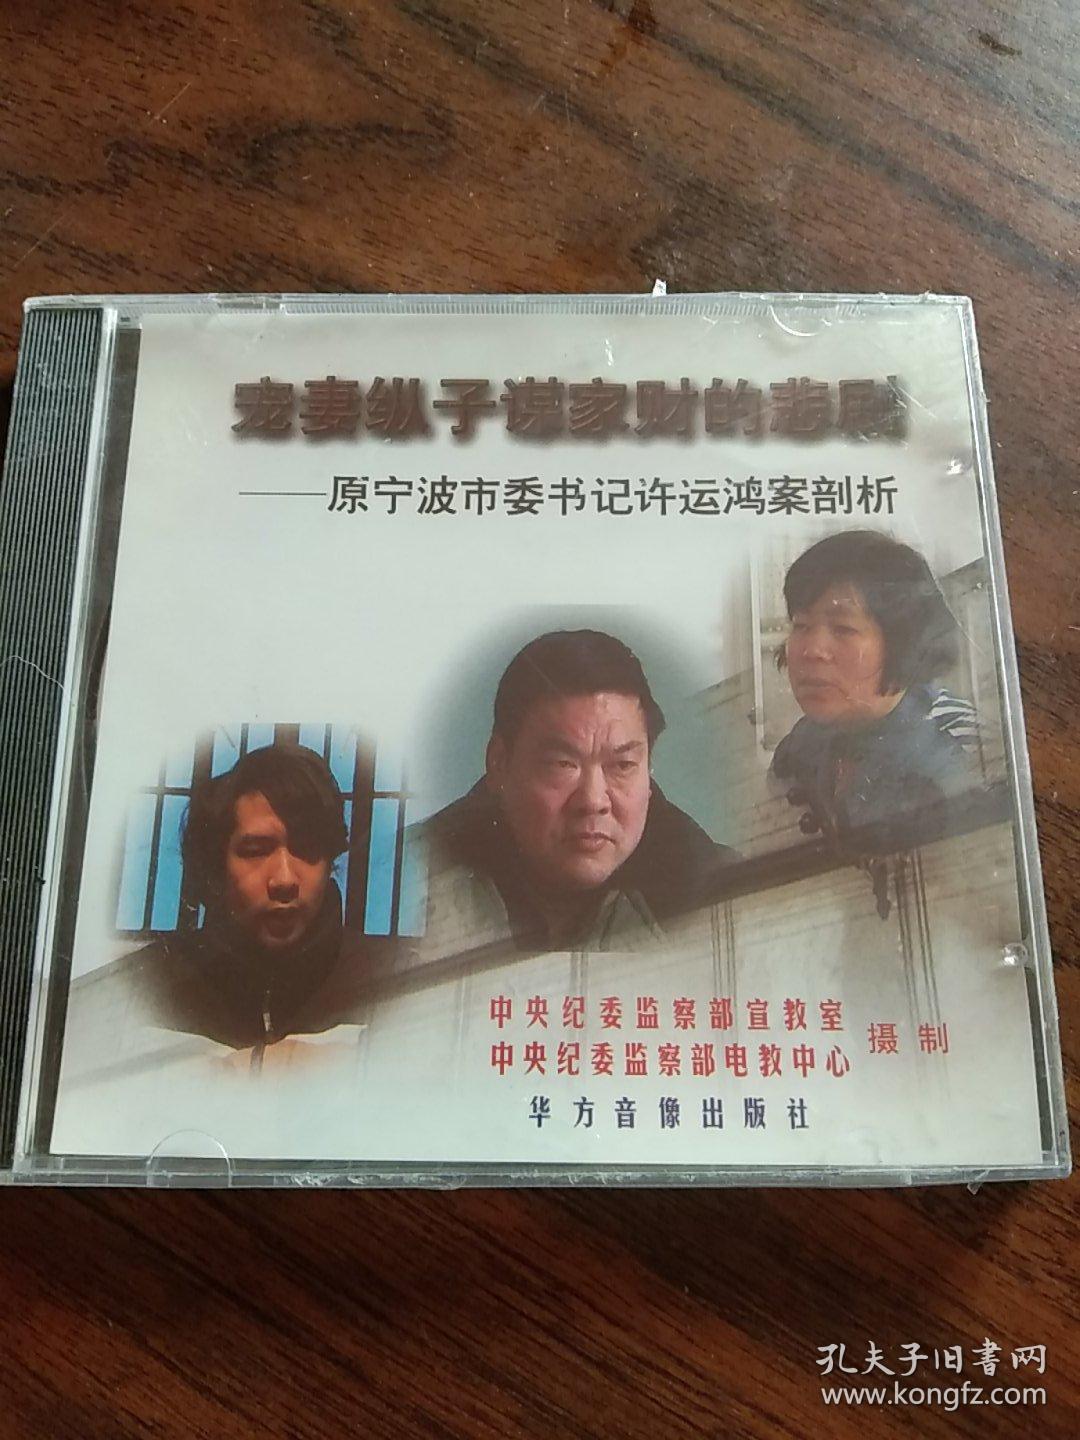 宠妻纵子谋家财的悲剧
——原宁波市委书记许运鸿案剖析
中央纪委监察部宣教室
中央纪委监察部电教中心
摄制
华方音像出版社
孔夫子旧書网
www.kongfz.com